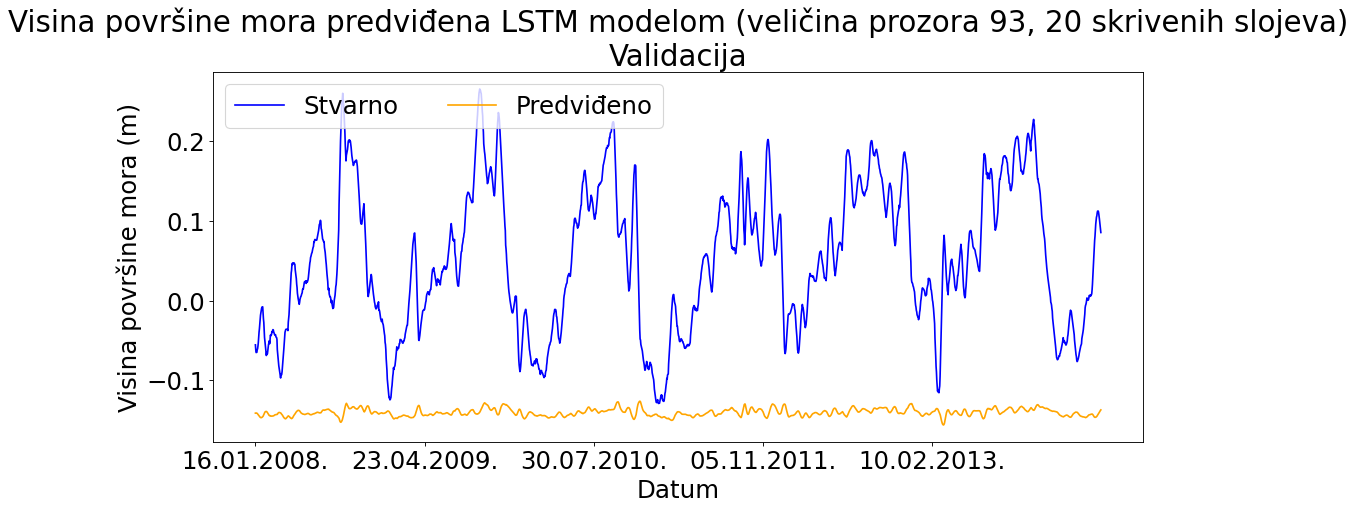 Visina površine mora predviđena LSTM modelom (veličina prozora 93, 20 skrivenih slojeva)
Validacija
Stvarno Predviđeno
Visina površine mora (m)
0.2
0.1
0.0
−0.1
16.01.2008. 23.04.2009. 30.07.2010. 05.11.2011. 10.02.2013.
Datum